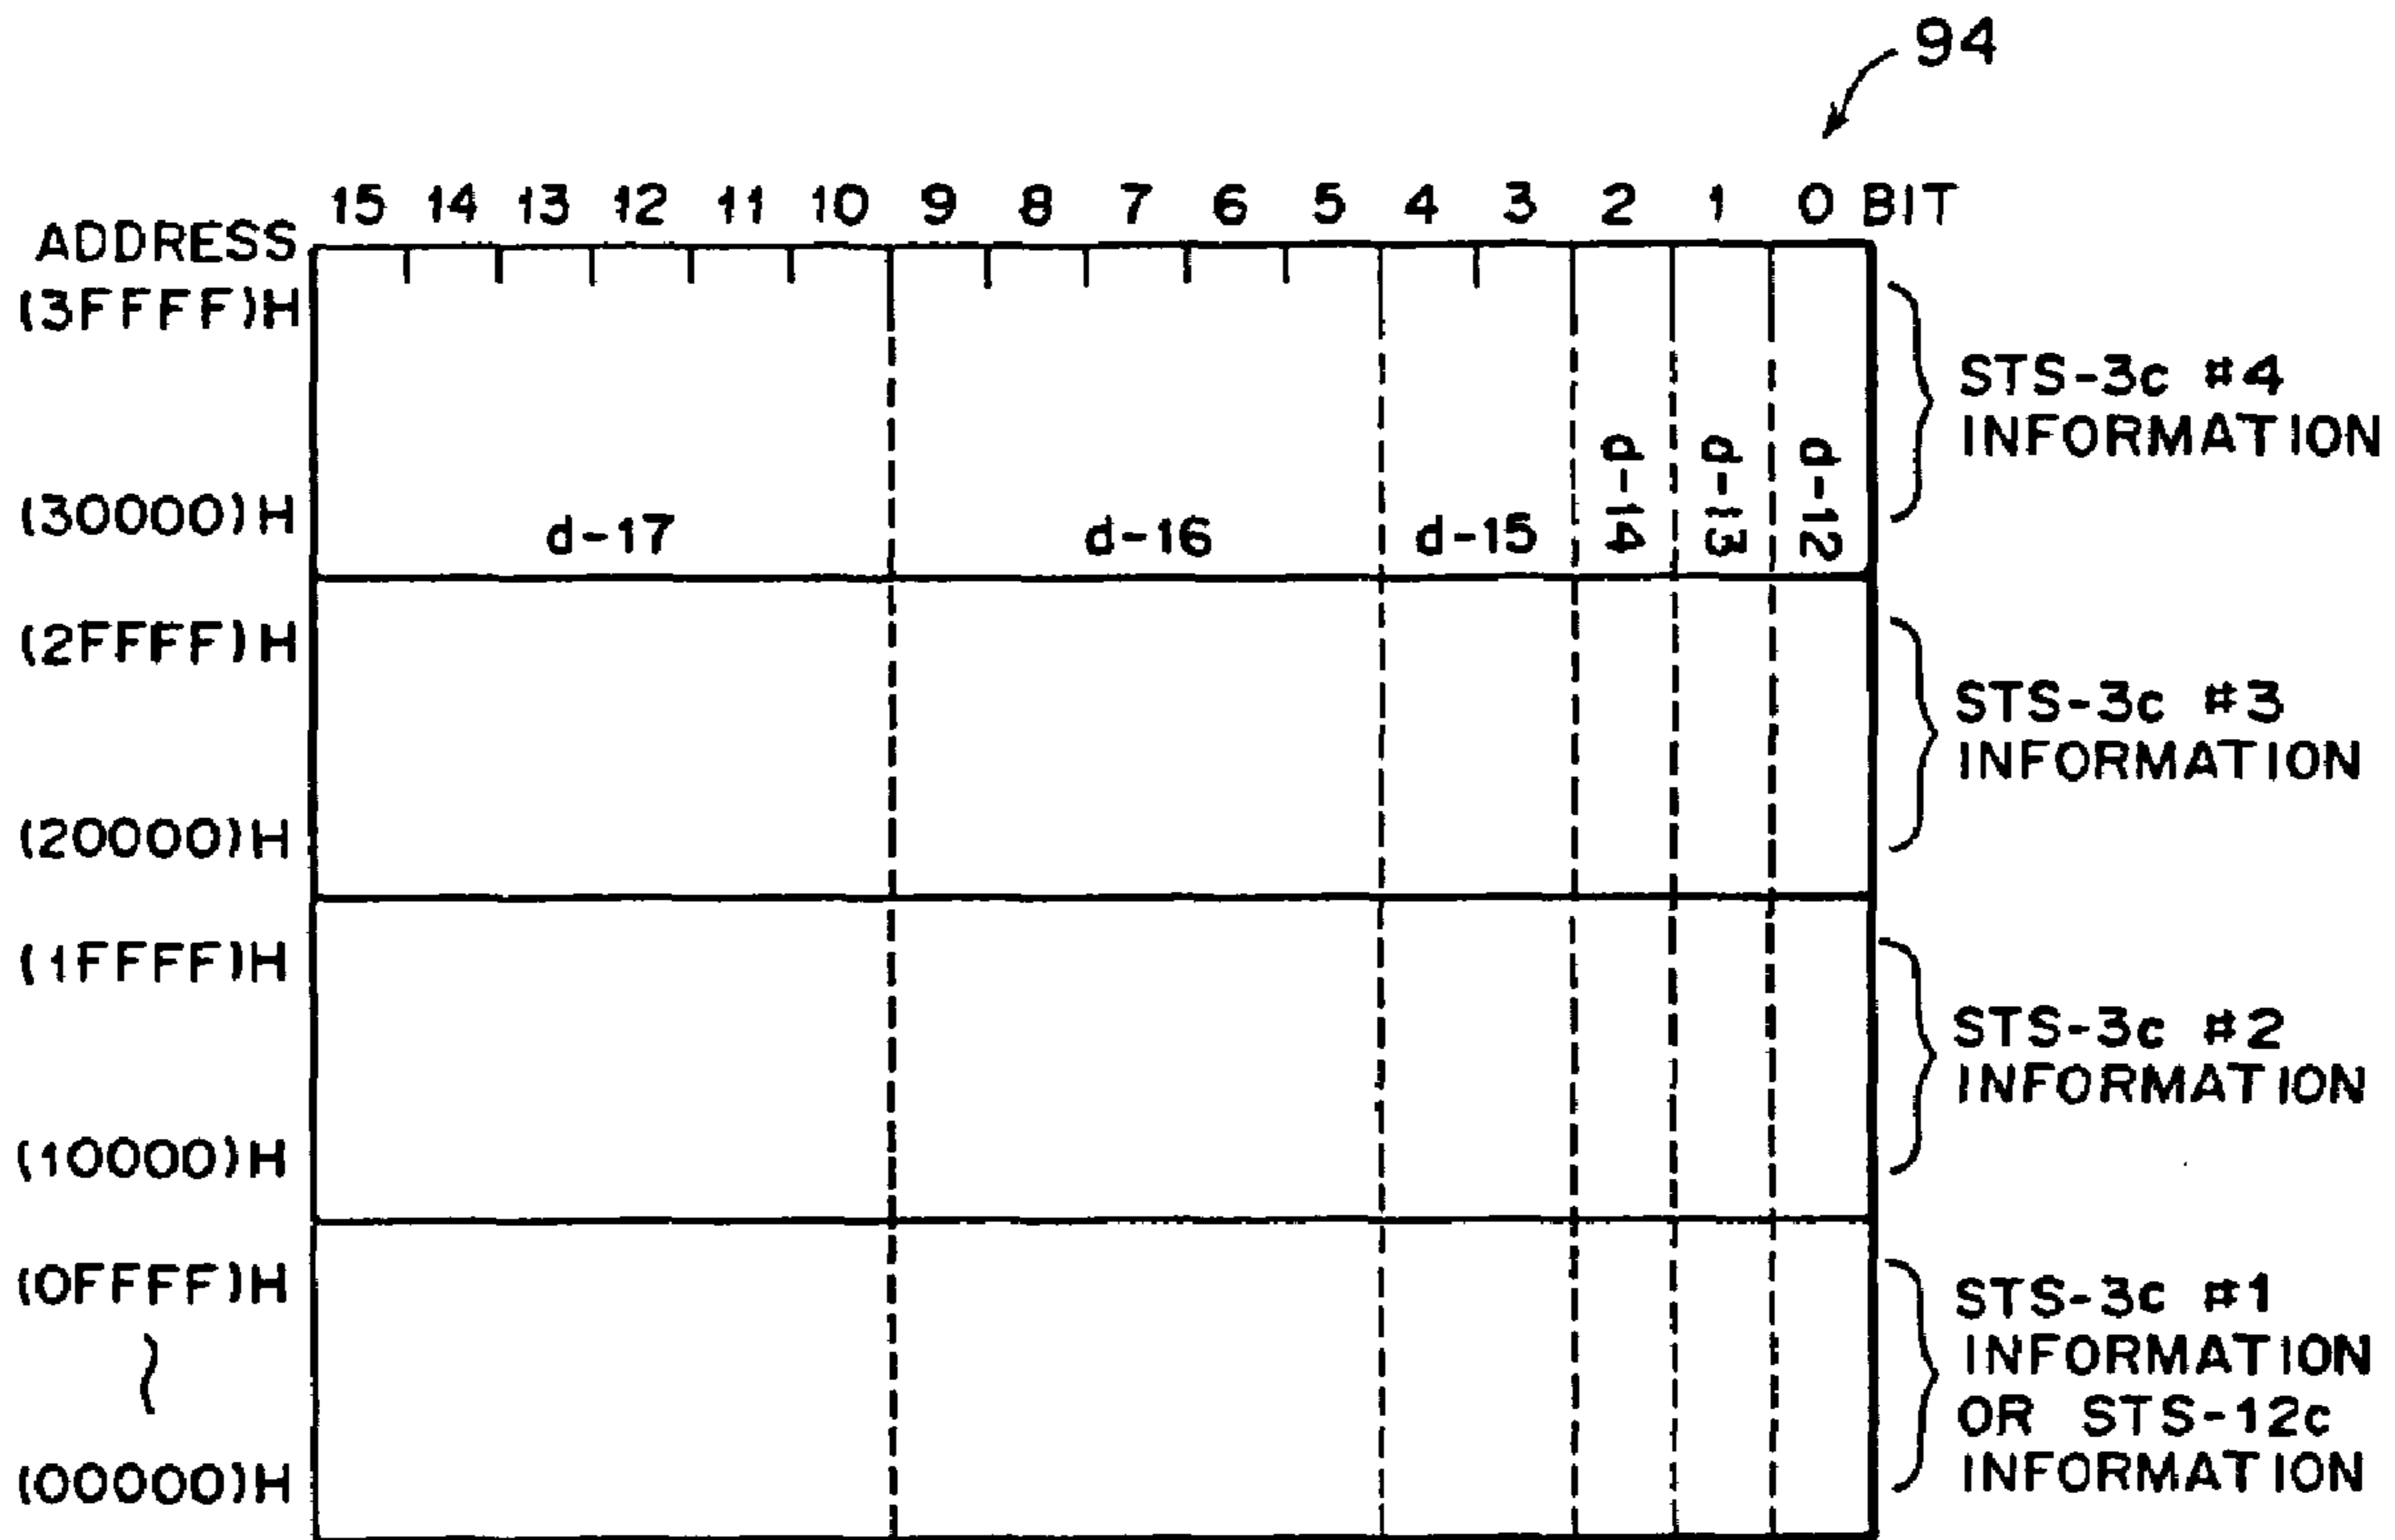 94
15 14 13 12 11 10 9 8 7 6 5 4 3 2 1 0 BIT
ADDRESS
(3FFFF)H
STS-3c #4
INFORMATION
(30000)H
d-17
d-16
d-15
d-14
d-13
d-12
(2FFFF)H
STS-3c #3
INFORMATION
(20000)H
(1FFFF)H
STS-3c #2
INFORMATION
(10000)H
(0FFFF)H
STS-3c #1
INFORMATION
OR STS-12c
INFORMATION
(00000)H